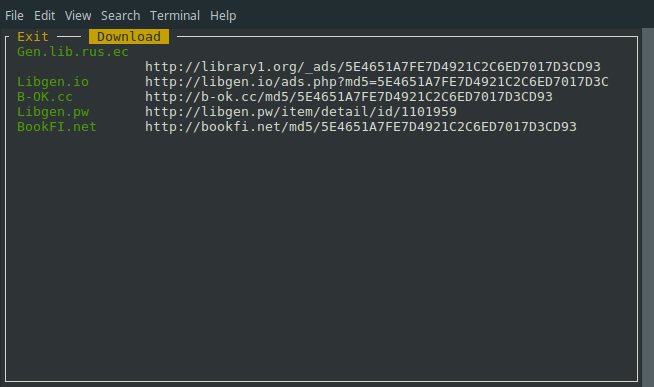 File Edit View Search Terminal Help
Exit Download
Gen.lib.rus.ec
http://library1.org/_ads/5E4651A7FE7D4921C2C6ED7017D3CD93
Libgen.io http://libgen.io/ads.php?md5=5E4651A7FE7D4921C2C6ED7017D3C
B-OK.cc http://b-ok.cc/md5/5E4651A7FE7D4921C2C6ED7017D3CD93
Libgen.pw http://libgen.pw/item/detail/id/1101959
BookFI.net http://bookfi.net/md5/5E4651A7FE7D4921C2C6ED7017D3CD93